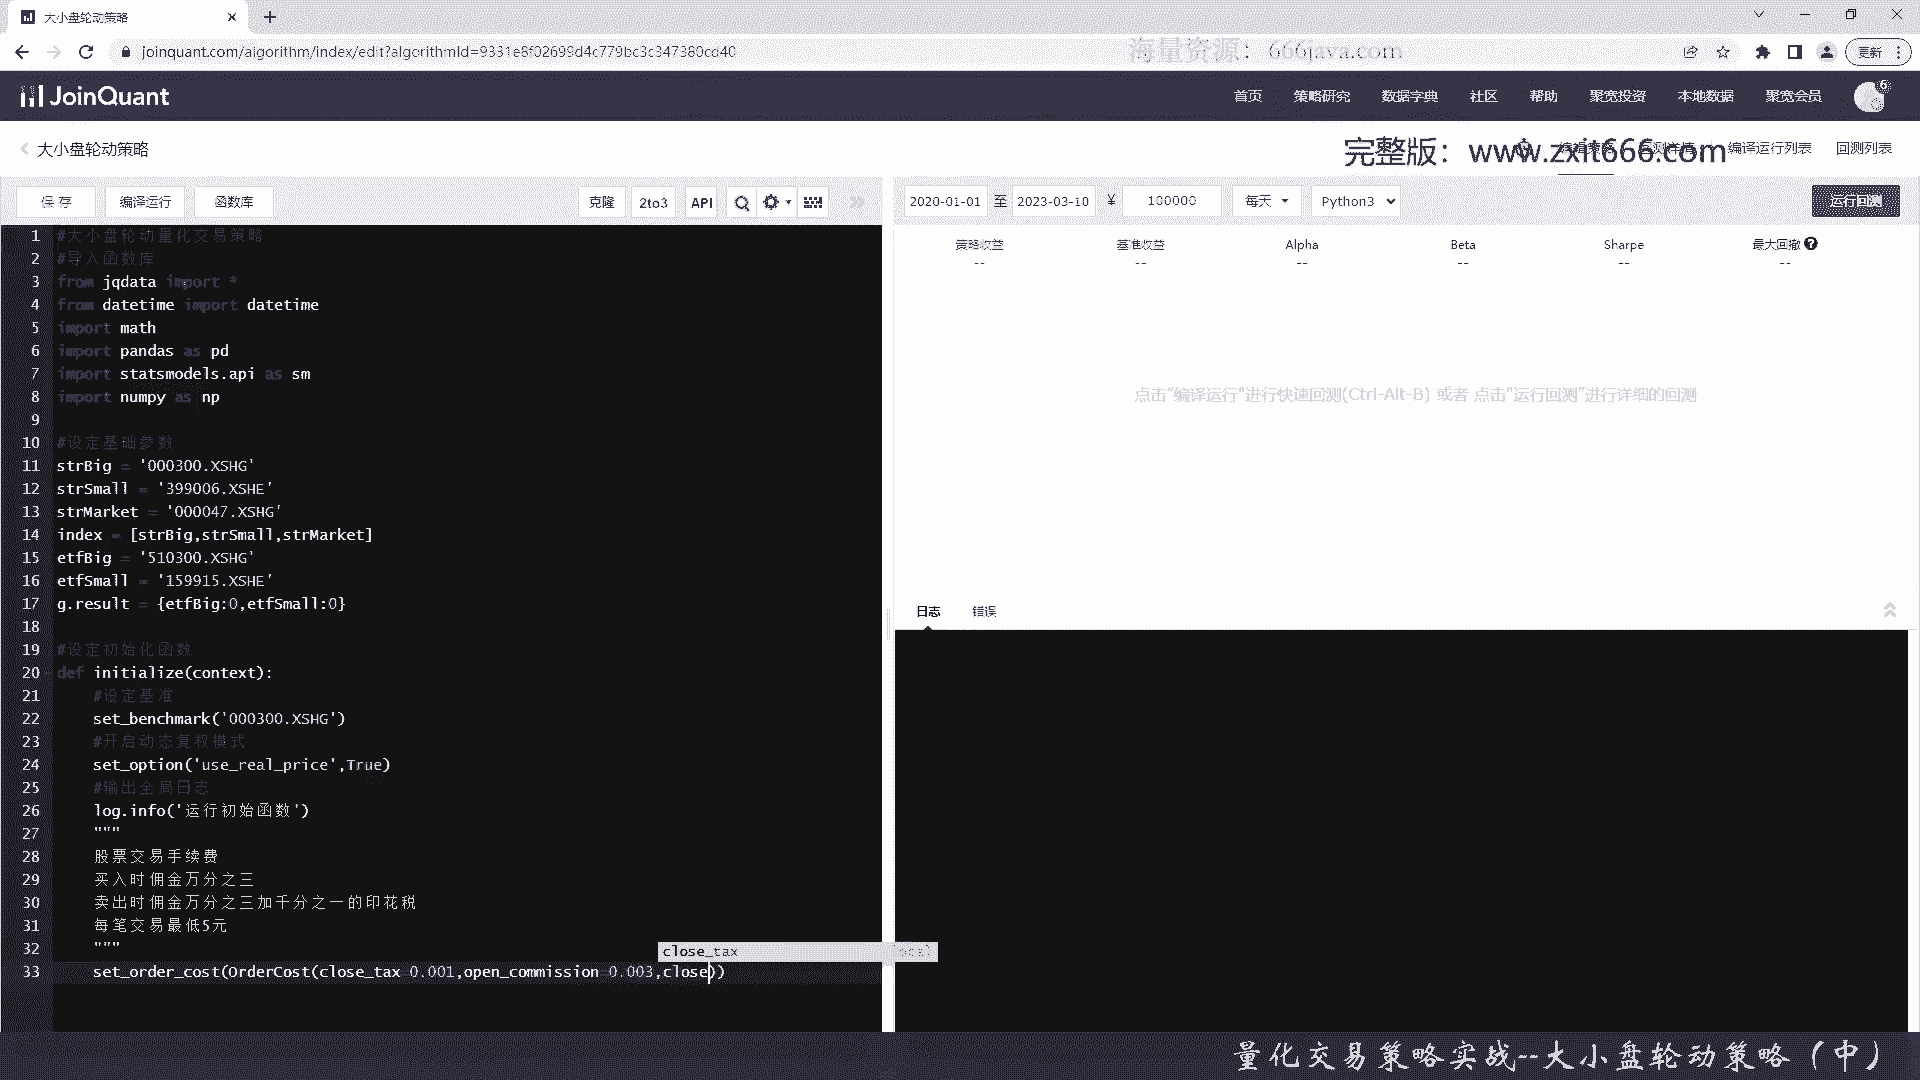 大小盘轮动策略
joinquant.com/algorithm/index/edit?algorithmId=9331e8f02699d4c779bc3c347380cd40
海量资源：666java.com
更新
JoinQuant
首页 策略研究 数据字典 社区 帮助 聚宽投资 本地数据 聚宽会员
6
大小盘轮动策略
完整版：www.zxit666.com
编译运行列表 回测列表
保存 编译运行 函数库 克隆 2to3 API
2020-01-01 至 2023-03-10 ¥ 100000 每天 Python3 运行回测
策略收益 基准收益 Alpha Beta Sharpe 最大回撤
-- -- -- -- -- --
点击"编译运行"进行快速回测(Ctrl-Alt-B) 或者 点击"运行回测"进行详细的回测
日志 错误
1 #大小盘轮动量化交易策略
2 #导入函数库
3 from jqdata import *
4 from datetime import datetime
5 import math
6 import pandas as pd
7 import statsmodels.api as sm
8 import numpy as np
9
10 #设定基础参数
11 strBig = '000300.XSHG'
12 strSmall = '399006.XSHE'
13 strMarket = '000047.XSHG'
14 index = [strBig,strSmall,strMarket]
15 etfBig = '510300.XSHG'
16 etfSmall = '159915.XSHE'
17 g.result = {etfBig:0,etfSmall:0}
18
19 #设定初始化函数
20 def initialize(context):
21 #设定基准
22 set_benchmark('000300.XSHG')
23 #开启动态复权模式
24 set_option('use_real_price',True)
25 #输出全局日志
26 log.info('运行初始函数')
27 """
28 股票交易手续费
29 买入时佣金万分之三
30 卖出时佣金万分之三加千分之一的印花税
31 每笔交易最低5元
32 """
close_tax local
33 set_order_cost(OrderCost(close_tax=0.001,open_commission=0.003,close))
量化交易策略实战--大小盘轮动策略（中）